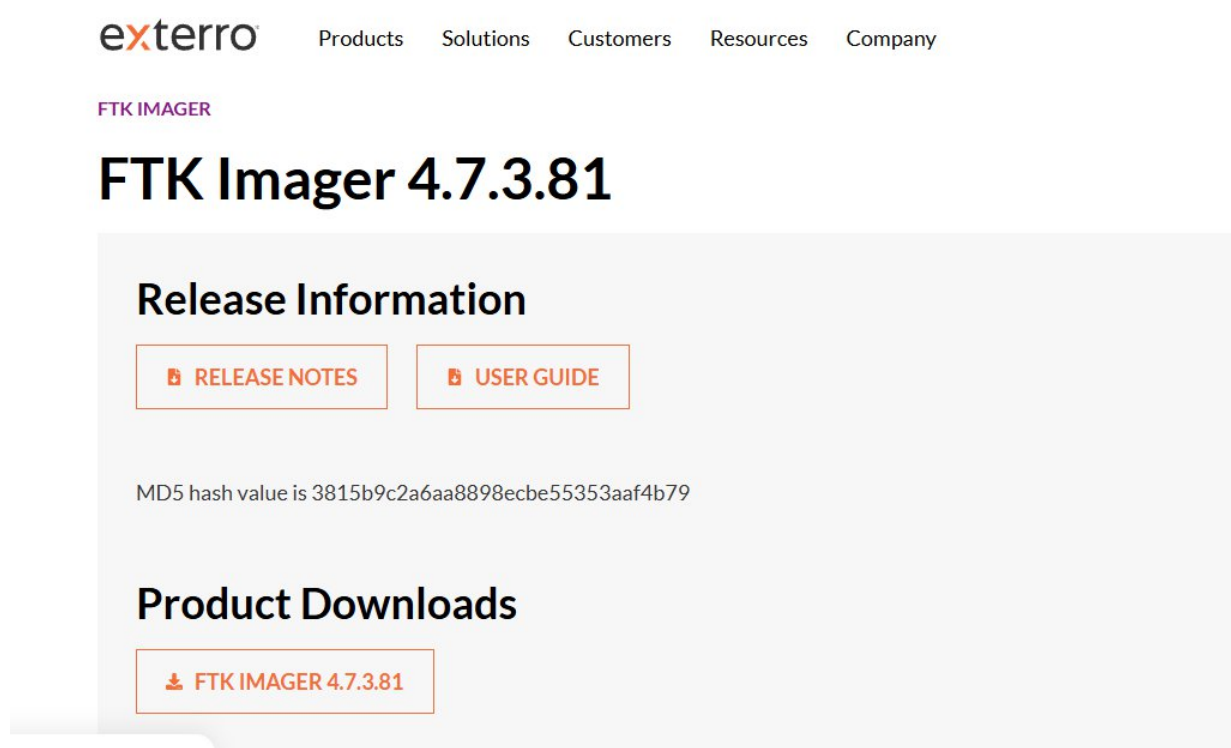 exterro Products Solutions Customers Resources Company
FTK IMAGER
FTK Imager 4.7.3.81
Release Information
RELEASE NOTES USER GUIDE
MD5 hash value is 3815b9c2a6aa8898ecbe55353aaf4b79
Product Downloads
FTK IMAGER 4.7.3.81